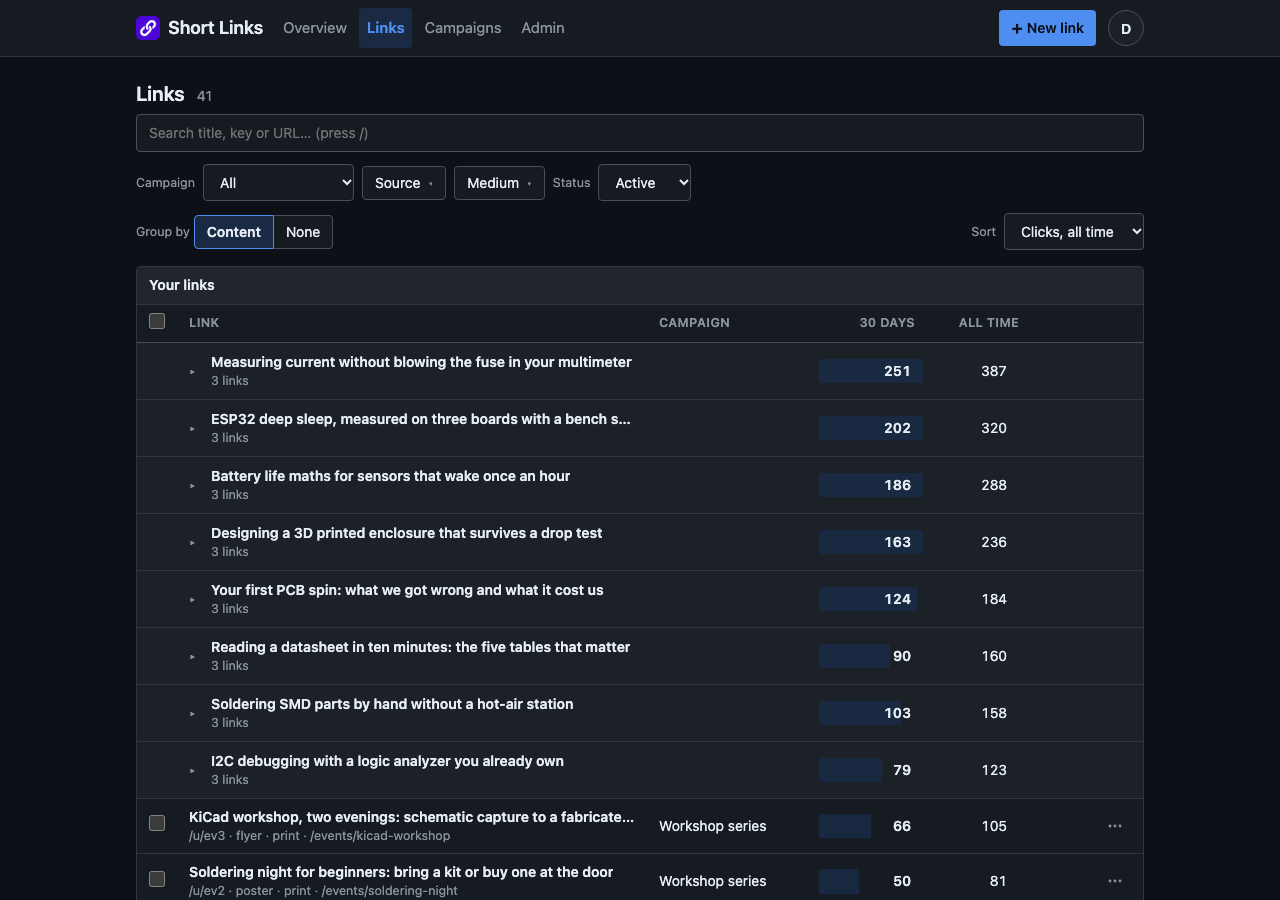 Short Links Overview Links Campaigns Admin + New link D
Links 41
Search title, key or URL... (press /)
Campaign All Source Medium Status Active
Group by Content None Sort Clicks, all time
Your links
LINK CAMPAIGN 30 DAYS ALL TIME
Measuring current without blowing the fuse in your multimeter 251 387
3 links
ESP32 deep sleep, measured on three boards with a bench s... 202 320
3 links
Battery life maths for sensors that wake once an hour 186 288
3 links
Designing a 3D printed enclosure that survives a drop test 163 236
3 links
Your first PCB spin: what we got wrong and what it cost us 124 184
3 links
Reading a datasheet in ten minutes: the five tables that matter 90 160
3 links
Soldering SMD parts by hand without a hot-air station 103 158
3 links
I2C debugging with a logic analyzer you already own 79 123
3 links
KiCad workshop, two evenings: schematic capture to a fabricate... Workshop series 66 105 ···
/u/ev3 · flyer · print · /events/kicad-workshop
Soldering night for beginners: bring a kit or buy one at the door Workshop series 50 81 ···
/u/ev2 · poster · print · /events/soldering-night